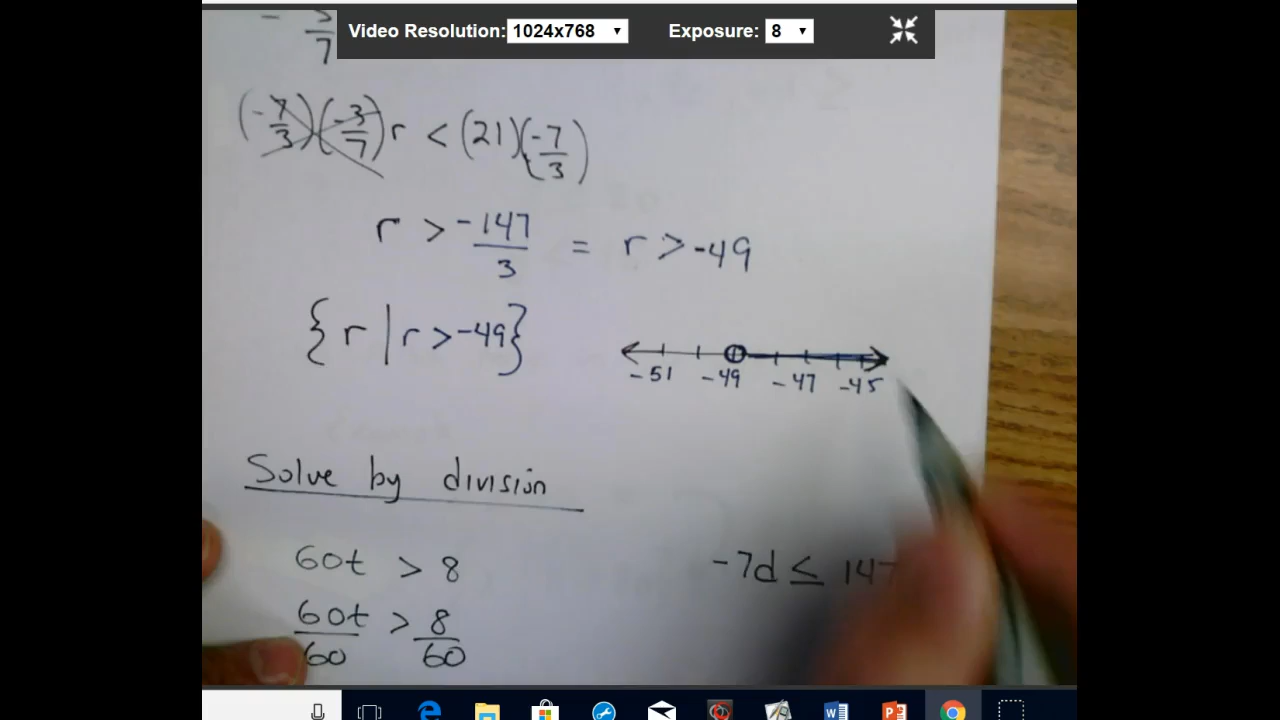 Video Resolution: 1024x768 Exposure: 8
7
(-7/3)(-3/7)r < (21)(-7/3)
r > -147/3 = r > -49
{r | r > -49}
-51 -49 -47 -45
Solve by division
60t > 8
-7d ≤ 147
60t/60 > 8/60